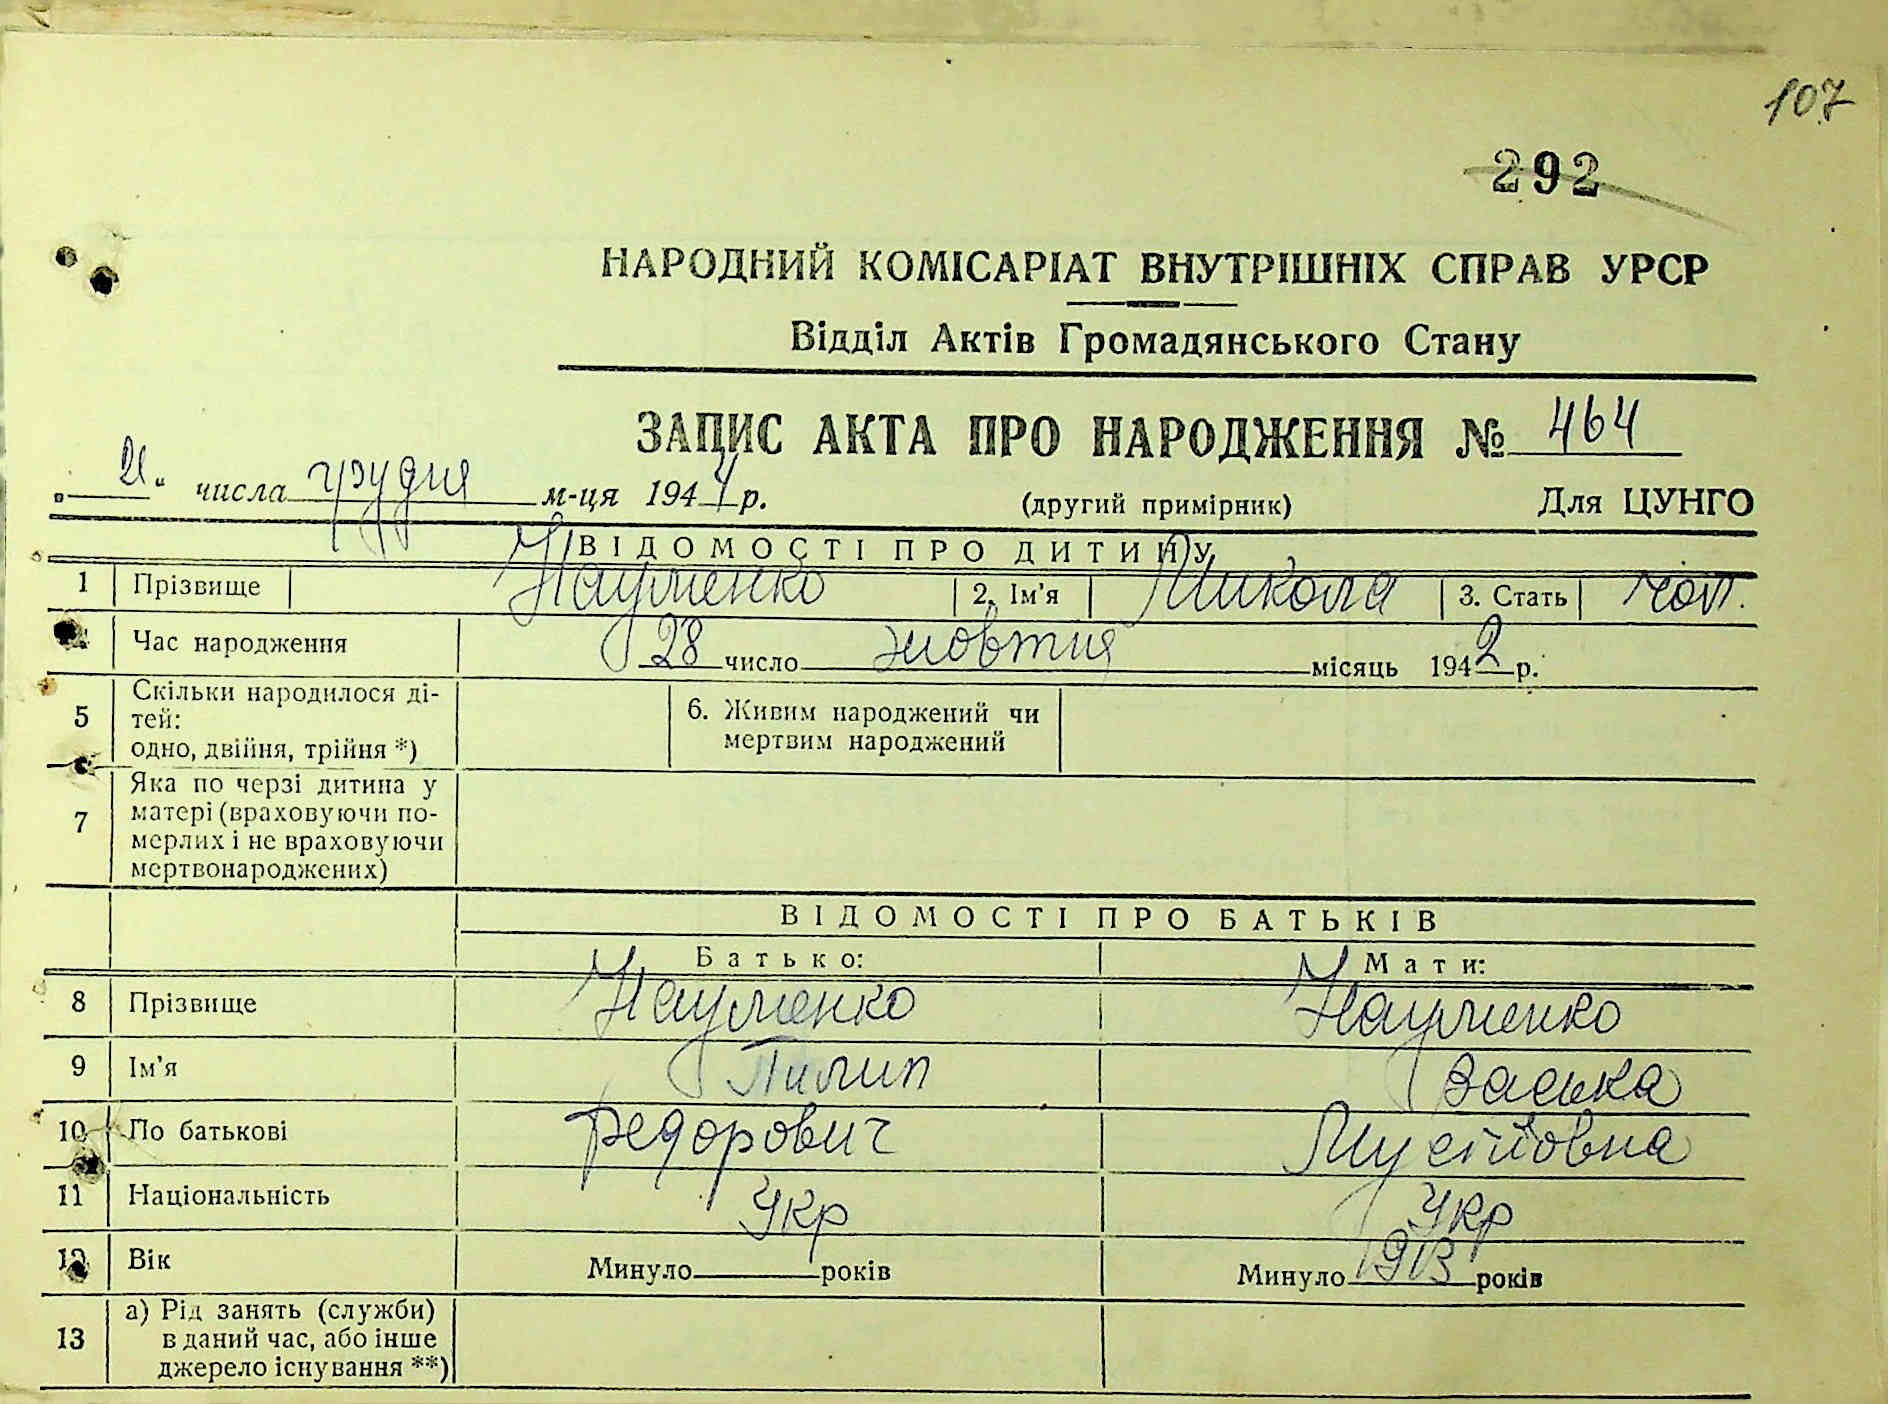 107
292
НАРОДНИЙ КОМІСАРІАТ ВНУТРІШНІХ СПРАВ УРСР
Відділ Актів Громадянського Стану
ЗАПИС АКТА ПРО НАРОДЖЕННЯ № 464
" 21 " числа грудня м-ця 1944 р. (другий примірник) Для ЦУНГО
ВІДОМОСТІ ПРО ДИТИНУ
1 Прізвище Науменко 2. Ім'я Микола 3. Стать чол.
Час народження 28 число жовтня місяць 1942 р.
5 Скільки народилося ді-
тей:
одно, двійня, трійня *)
6. Живим народжений чи
мертвим народжений
7 Яка по черзі дитина у
матері (враховуючи по-
мерлих і не враховуючи
мертвонароджених)
ВІДОМОСТІ ПРО БАТЬКІВ
Батько: Мати:
8 Прізвище Науменко Науменко
9 Ім'я Пилип Васька
10 По батькові Федорович
11 Національність Укр Укр
12 Вік Минуло років Минуло 1913 років
13 а) Рід занять (служби)
в даний час, або інше
джерело існування **)